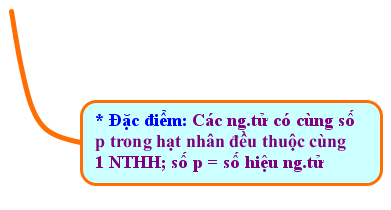 * Đặc điểm: Các ng.tử có cùng số
p trong hạt nhân đều thuộc cùng
1 NTHH; số p = số hiệu ng.tử